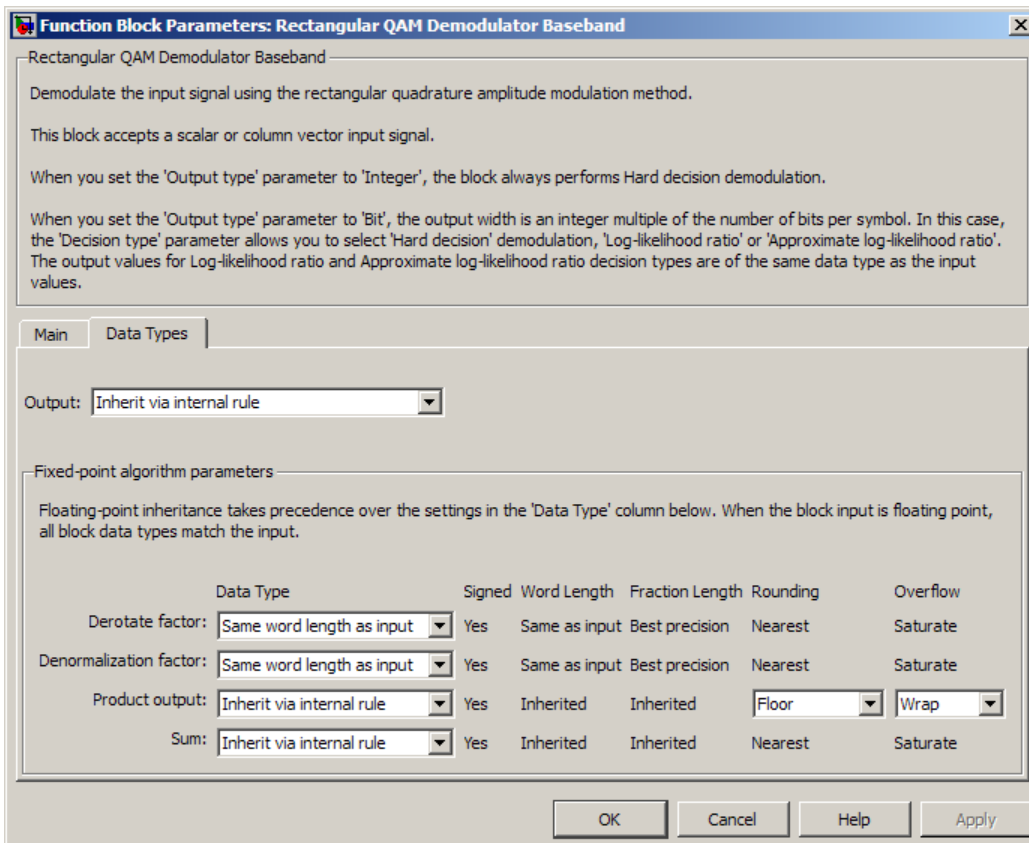 Function Block Parameters: Rectangular QAM Demodulator Baseband
Rectangular QAM Demodulator Baseband
Demodulate the input signal using the rectangular quadrature amplitude modulation method.
This block accepts a scalar or column vector input signal.
When you set the 'Output type' parameter to 'Integer', the block always performs Hard decision demodulation.
When you set the 'Output type' parameter to 'Bit', the output width is an integer multiple of the number of bits per symbol. In this case,
the 'Decision type' parameter allows you to select 'Hard decision' demodulation, 'Log-likelihood ratio' or 'Approximate log-likelihood ratio'.
The output values for Log-likelihood ratio and Approximate log-likelihood ratio decision types are of the same data type as the input
values.
Main Data Types
Output: Inherit via internal rule
Fixed-point algorithm parameters
Floating-point inheritance takes precedence over the settings in the 'Data Type' column below. When the block input is floating point,
all block data types match the input.
Data Type Signed Word Length Fraction Length Rounding Overflow
Derotate factor: Same word length as input Yes Same as input Best precision Nearest Saturate
Denormalization factor: Same word length as input Yes Same as input Best precision Nearest Saturate
Product output: Inherit via internal rule Yes Inherited Inherited Floor Wrap
Sum: Inherit via internal rule Yes Inherited Inherited Nearest Saturate
OK Cancel Help Apply